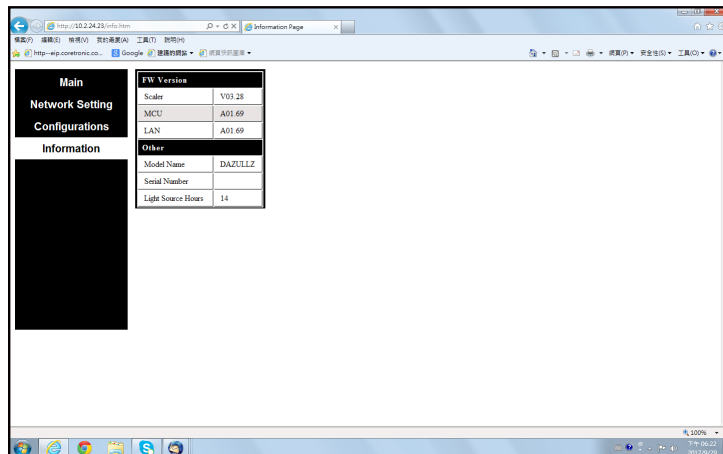 http://10.2.24.23/info.htm
Information Page
檔案(F) 編輯(E) 檢視(V) 我的最愛(A) 工具(T) 說明(H)
http--eip.coretronic.co... Google 建議的網站 網頁快訊圖庫
網頁(P) 安全性(S) 工具(O)
Main
Network Setting
Configurations
Information
FW Version
Scaler V03.28
MCU A01.69
LAN A01.69
Other
Model Name DAZULLZ
Serial Number
Light Source Hours 14
100%
下午 06:22
2017/9/29